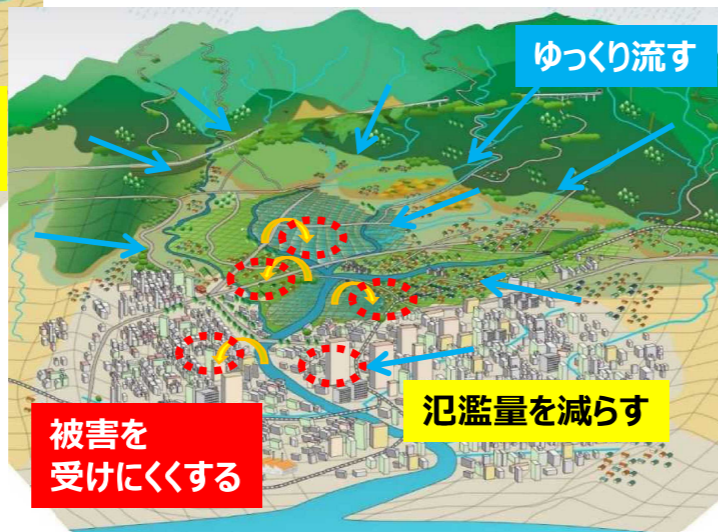 ゆっくり流す
氾濫量を減らす
被害を
受けにくくする